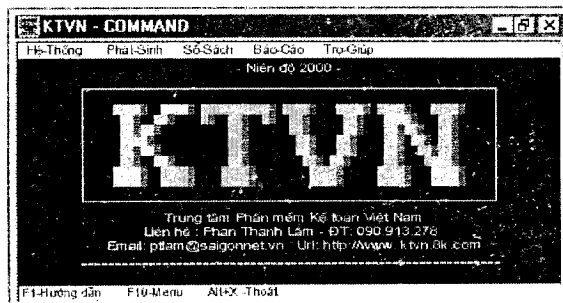 KTVN - COMMAND
Hệ-Thống Phát-Sinh Sổ-Sách Báo-Cáo Trợ-Giúp
- Niên độ 2000 -
KTVN
Trung tâm Phần mềm Kế toán Việt Nam
Liên hệ : Phan Thanh Lâm - ĐT: 090 913 278
Email: ptlam@saigonnet.vn Url: http://www.ktvn.8k.com
F1-Hướng dẫn F10-Menu Alt+X -Thoát